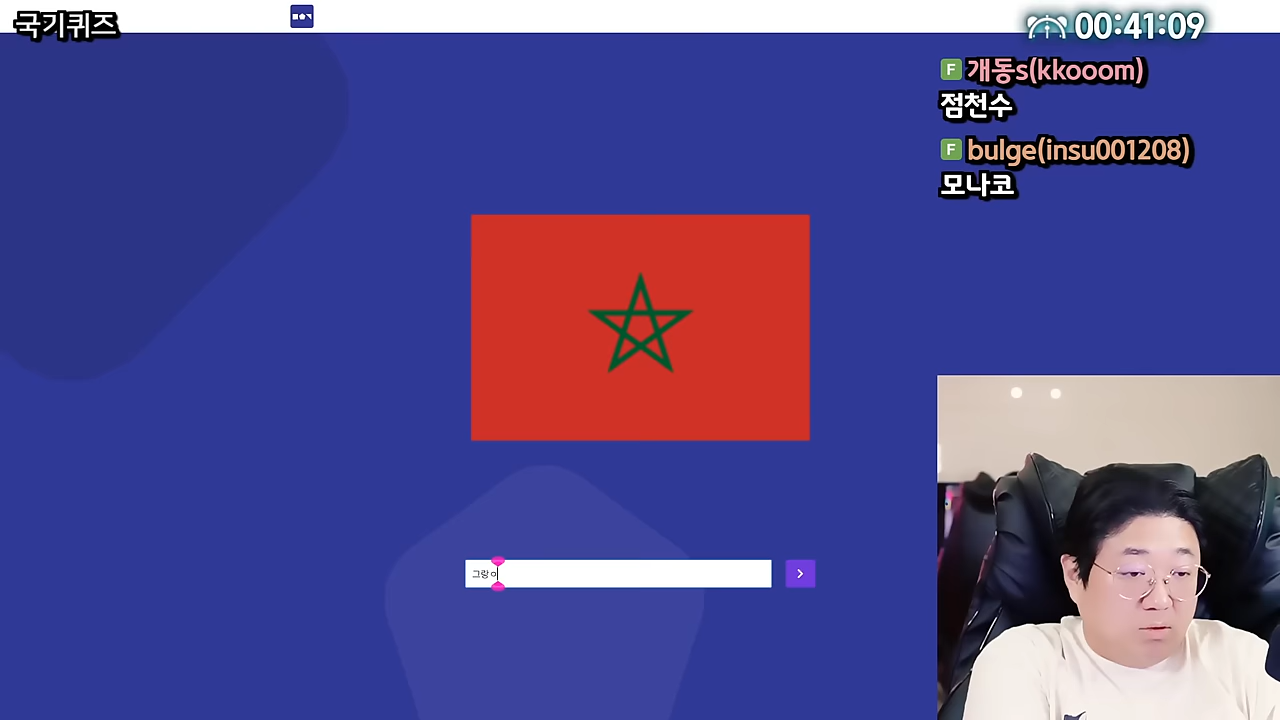 국기퀴즈
00:41:09
F 개동s(kkooom)
점천수
F bulge(insu001208)
모나코
그랑ㅇ